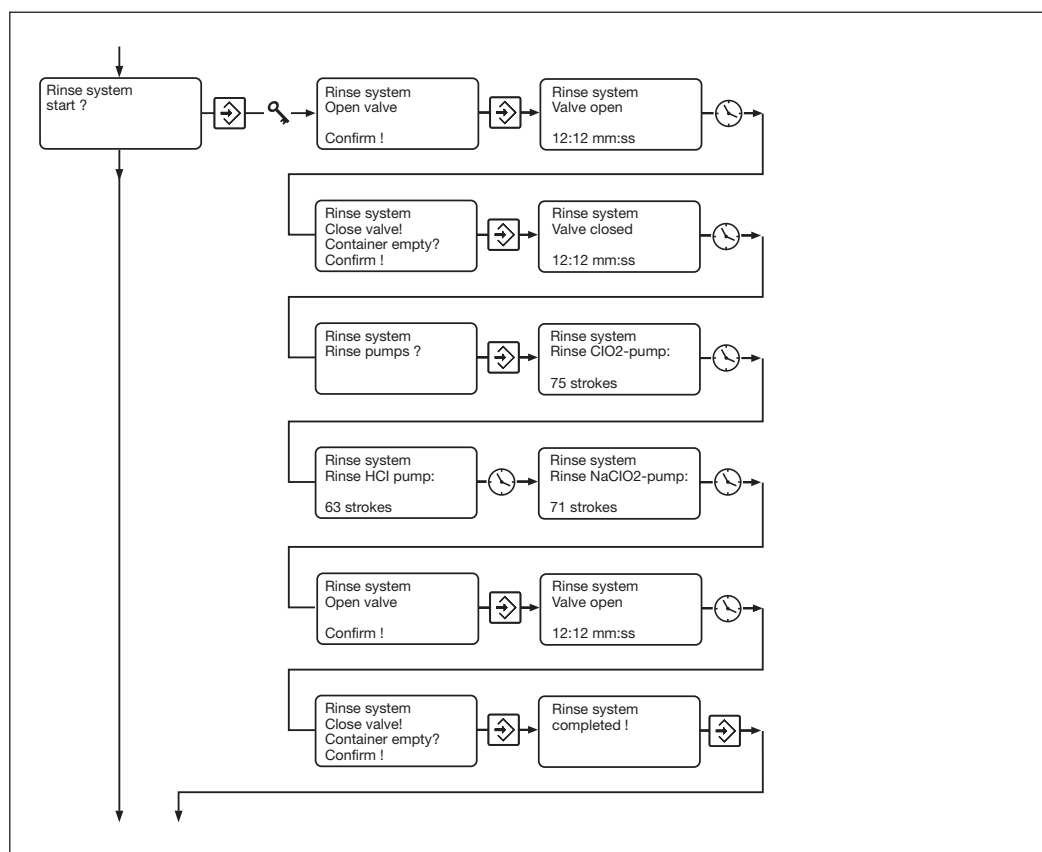 Rinse system
start ?
Rinse system
Open valve
Confirm !
Rinse system
Valve open
12:12 mm:ss
Rinse system
Close valve!
Container empty?
Confirm !
Rinse system
Valve closed
12:12 mm:ss
Rinse system
Rinse pumps ?
Rinse system
Rinse ClO2-pump:
75 strokes
Rinse system
Rinse HCl pump:
63 strokes
Rinse system
Rinse NaClO2-pump:
71 strokes
Rinse system
Open valve
Confirm !
Rinse system
Valve open
12:12 mm:ss
Rinse system
Close valve!
Container empty?
Confirm !
Rinse system
completed !